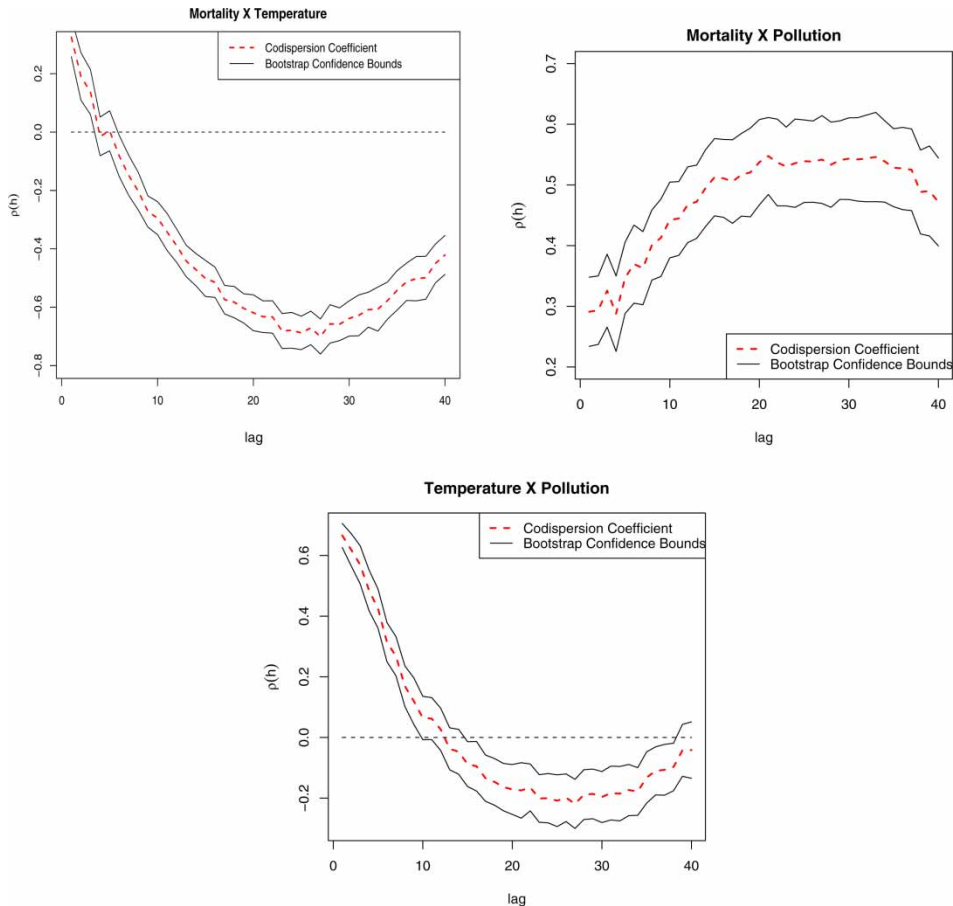 Mortality X Temperature
Codispersion Coefficient
Bootstrap Confidence Bounds
0.2
0.0
−0.2
−0.4
−0.6
−0.8
ρ(h)
0 10 20 30 40
lag
Mortality X Pollution
0.7
0.6
0.5
0.4
0.3
0.2
ρ(h)
Codispersion Coefficient
Bootstrap Confidence Bounds
0 10 20 30 40
lag
Temperature X Pollution
Codispersion Coefficient
Bootstrap Confidence Bounds
0.6
0.4
0.2
0.0
−0.2
ρ(h)
0 10 20 30 40
lag